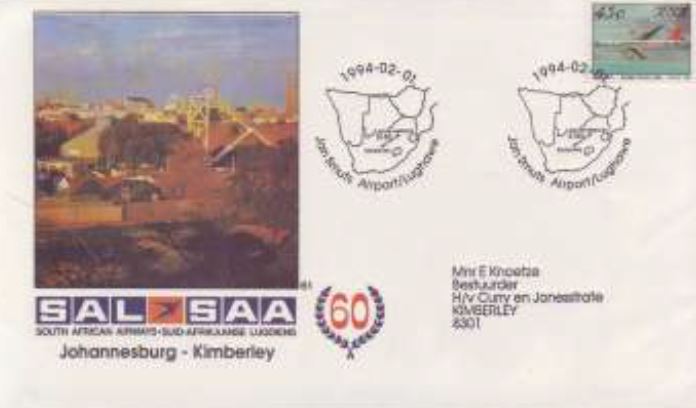 45c
1994-02-01
Jan Smuts Airport/Lughawe
1994-02-01
Jan Smuts Airport/Lughawe
61
SAL SAA
SOUTH AFRICAN AIRWAYS•SUID-AFRIKAANSE LUGDIENS
60
Johannesburg - Kimberley
Mnr E Knoetze
Bestuurder
H/v Curry en Jonesstrate
KIMBERLEY
8301